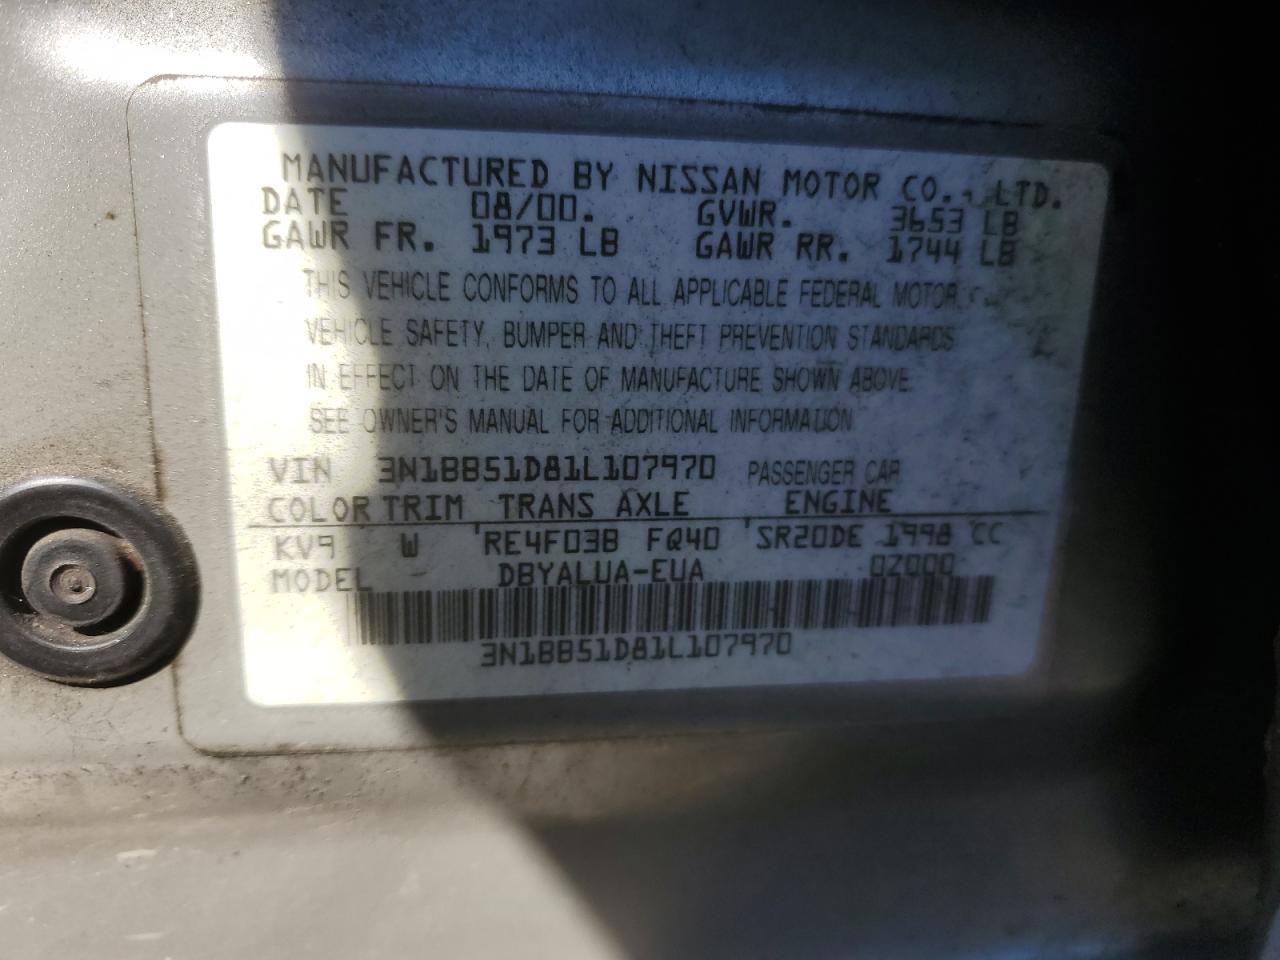 MANUFACTURED BY NISSAN MOTOR CO., LTD.
DATE 08/00. GVWR. 3653 LB
GAWR FR. 1973 LB GAWR RR. 1744 LB
THIS VEHICLE CONFORMS TO ALL APPLICABLE FEDERAL MOTOR
VEHICLE SAFETY, BUMPER AND THEFT PREVENTION STANDARDS
IN EFFECT ON THE DATE OF MANUFACTURE SHOWN ABOVE.
SEE OWNER'S MANUAL FOR ADDITIONAL INFORMATION.
VIN 3N1BB51D81L107970 PASSENGER CAR
COLOR TRIM TRANS AXLE ENGINE
KV9 W RE4F03B FQ40 SR20DE 1998 CC
MODEL DBYALUA-EUA 0Z000
3N1BB51D81L107970